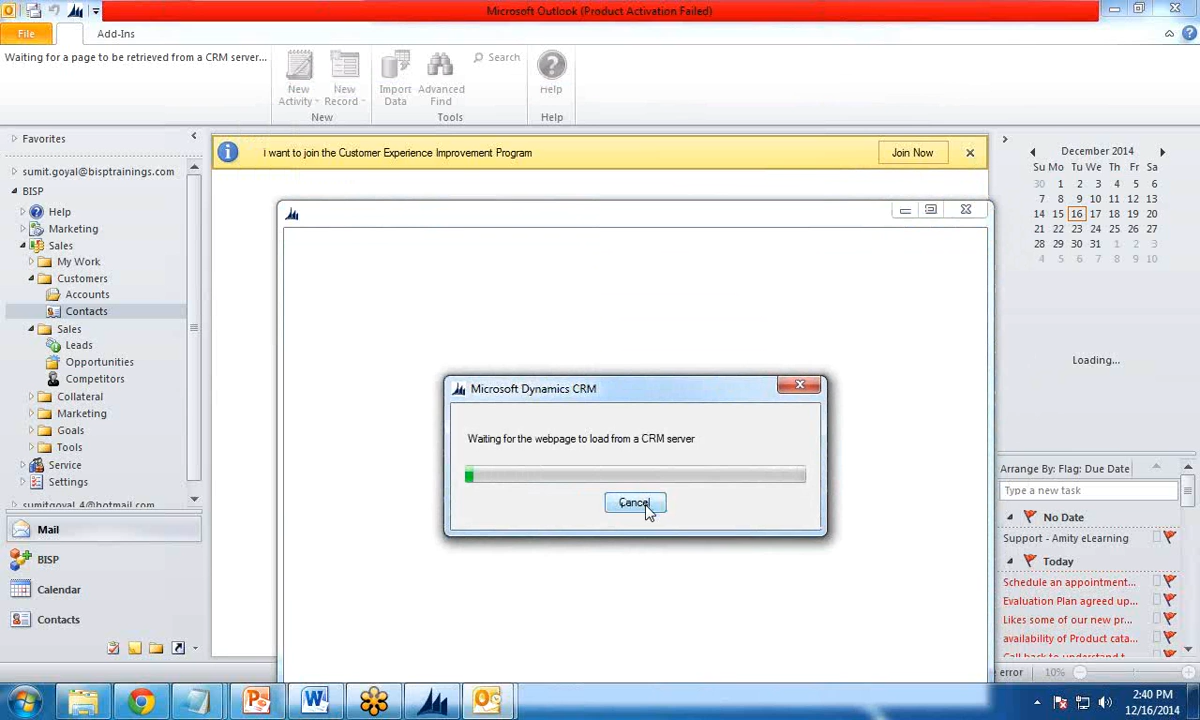 Microsoft Outlook (Product Activation Failed)
File
Add-Ins
Waiting for a page to be retrieved from a CRM server...
New Activity
New Record
Import Data
Advanced Find
Search
Help
New
Tools
Help
Favorites
sumit.goyal@bisptrainings.com
BISP
Help
Marketing
Sales
My Work
Customers
Accounts
Contacts
Sales
Leads
Opportunities
Competitors
Collateral
Marketing
Goals
Tools
Service
Settings
sumitgoyal.4@hotmail.com
Mail
BISP
Calendar
Contacts
I want to join the Customer Experience Improvement Program
Join Now
Microsoft Dynamics CRM
Waiting for the webpage to load from a CRM server
Cancel
December 2014
Su Mo Tu We Th Fr Sa
30 1 2 3 4 5 6
7 8 9 10 11 12 13
14 15 16 17 18 19 20
21 22 23 24 25 26 27
28 29 30 31 1 2 3
4 5 6 7 8 9 10
Loading...
Arrange By: Flag: Due Date
Type a new task
No Date
Support - Amity eLearning
Today
Schedule an appointment...
Evaluation Plan agreed up...
Likes some of our new pr...
availability of Product cata...
error 10%
2:40 PM
12/16/2014